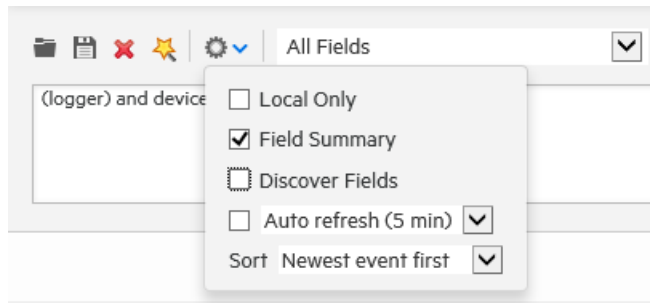 All Fields
(logger) and device
Local Only
Field Summary
Discover Fields
Auto refresh (5 min)
Sort Newest event first